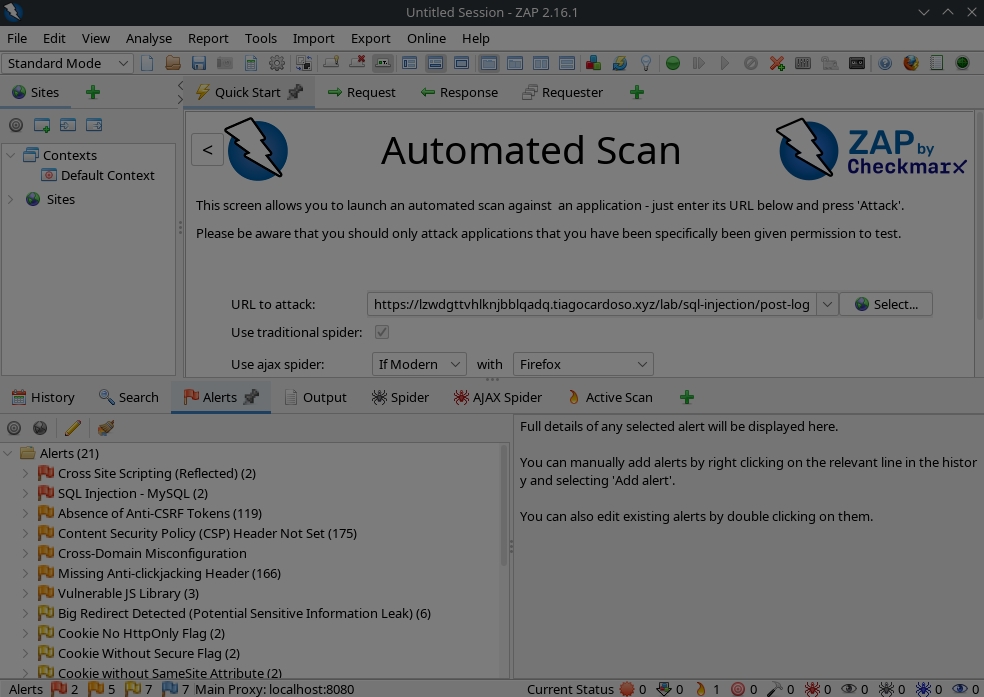 Untitled Session - ZAP 2.16.1
File Edit View Analyse Report Tools Import Export Online Help
Standard Mode
Sites
Quick Start Request Response Requester
< Automated Scan ZAP by Checkmarx
Contexts
Default Context
Sites
This screen allows you to launch an automated scan against  an application - just enter its URL below and press 'Attack'.
Please be aware that you should only attack applications that you have been specifically been given permission to test.
URL to attack: https://lzwdgttvhlknjbblqadq.tiagocardoso.xyz/lab/sql-injection/post-log Select...
Use traditional spider:
Use ajax spider: If Modern with Firefox
History Search Alerts Output Spider AJAX Spider Active Scan
Alerts (21)
Cross Site Scripting (Reflected) (2)
SQL Injection - MySQL (2)
Absence of Anti-CSRF Tokens (119)
Content Security Policy (CSP) Header Not Set (175)
Cross-Domain Misconfiguration
Missing Anti-clickjacking Header (166)
Vulnerable JS Library (3)
Big Redirect Detected (Potential Sensitive Information Leak) (6)
Cookie No HttpOnly Flag (2)
Cookie Without Secure Flag (2)
Cookie without SameSite Attribute (2)
Full details of any selected alert will be displayed here.
You can manually add alerts by right clicking on the relevant line in the histor
y and selecting 'Add alert'.
You can also edit existing alerts by double clicking on them.
Alerts 2 5 7 7 Main Proxy: localhost:8080 Current Status 0 0 1 0 0 0 0 0 0 0